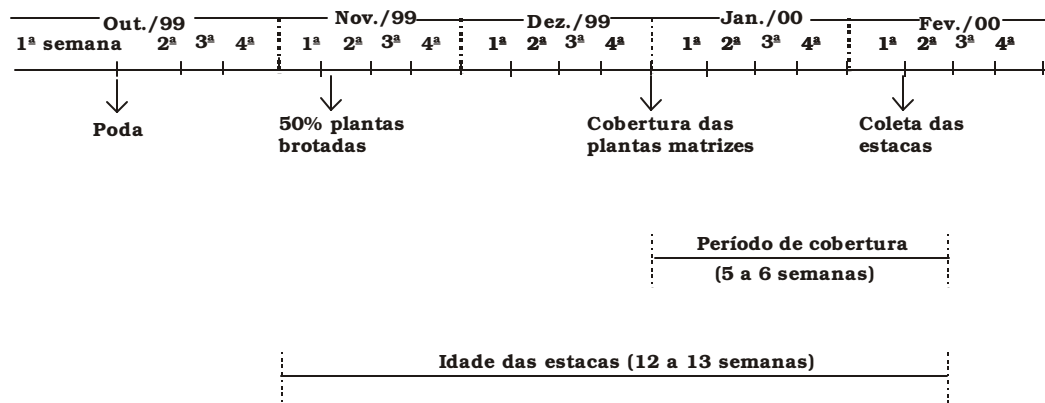 Out./99 Nov./99 Dez./99 Jan./00 Fev./00
1ª semana 2ª 3ª 4ª 1ª 2ª 3ª 4ª 1ª 2ª 3ª 4ª 1ª 2ª 3ª 4ª 1ª 2ª 3ª 4ª
Poda
50% plantas
brotadas
Cobertura das
plantas matrizes
Coleta das
estacas
Período de cobertura
(5 a 6 semanas)
Idade das estacas (12 a 13 semanas)